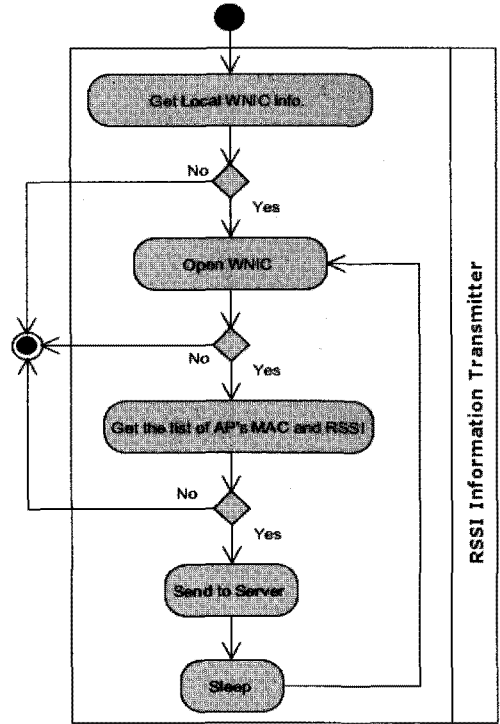 Get Local WNIC Info.
No
Yes
Open WNIC
No
Yes
Get the list of AP's MAC and RSSI
No
Yes
Send to Server
Sleep
RSSI Information Transmitter